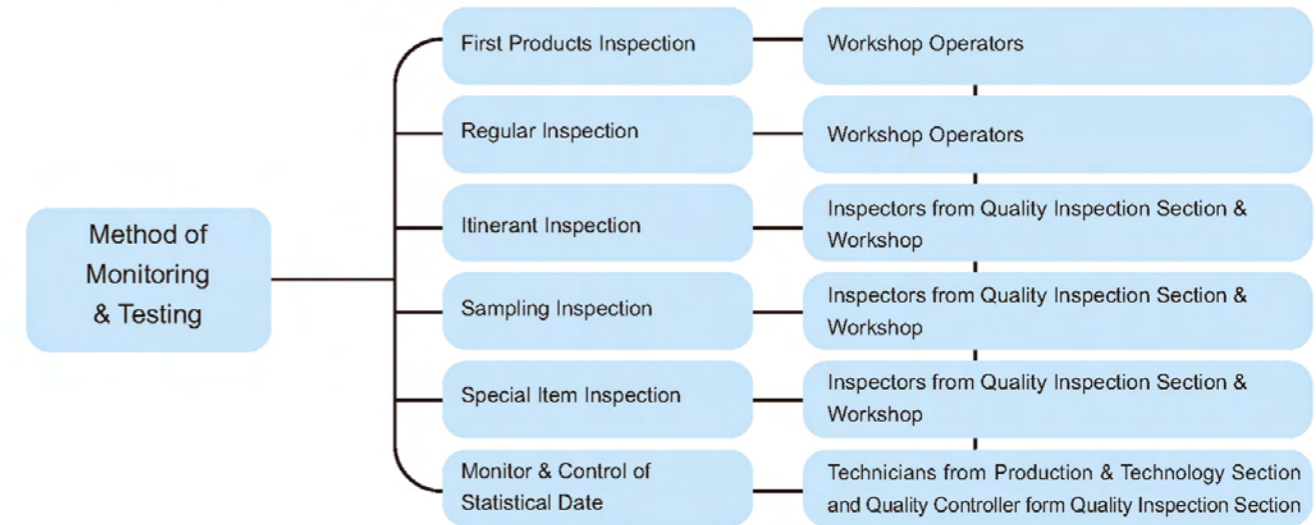 Method of
Monitoring
& Testing
First Products Inspection
Workshop Operators
Regular Inspection
Workshop Operators
Itinerant Inspection
Inspectors from Quality Inspection Section &
Workshop
Sampling Inspection
Inspectors from Quality Inspection Section &
Workshop
Special Item Inspection
Inspectors from Quality Inspection Section &
Workshop
Monitor & Control of
Statistical Date
Technicians from Production & Technology Section
and Quality Controller form Quality Inspection Section